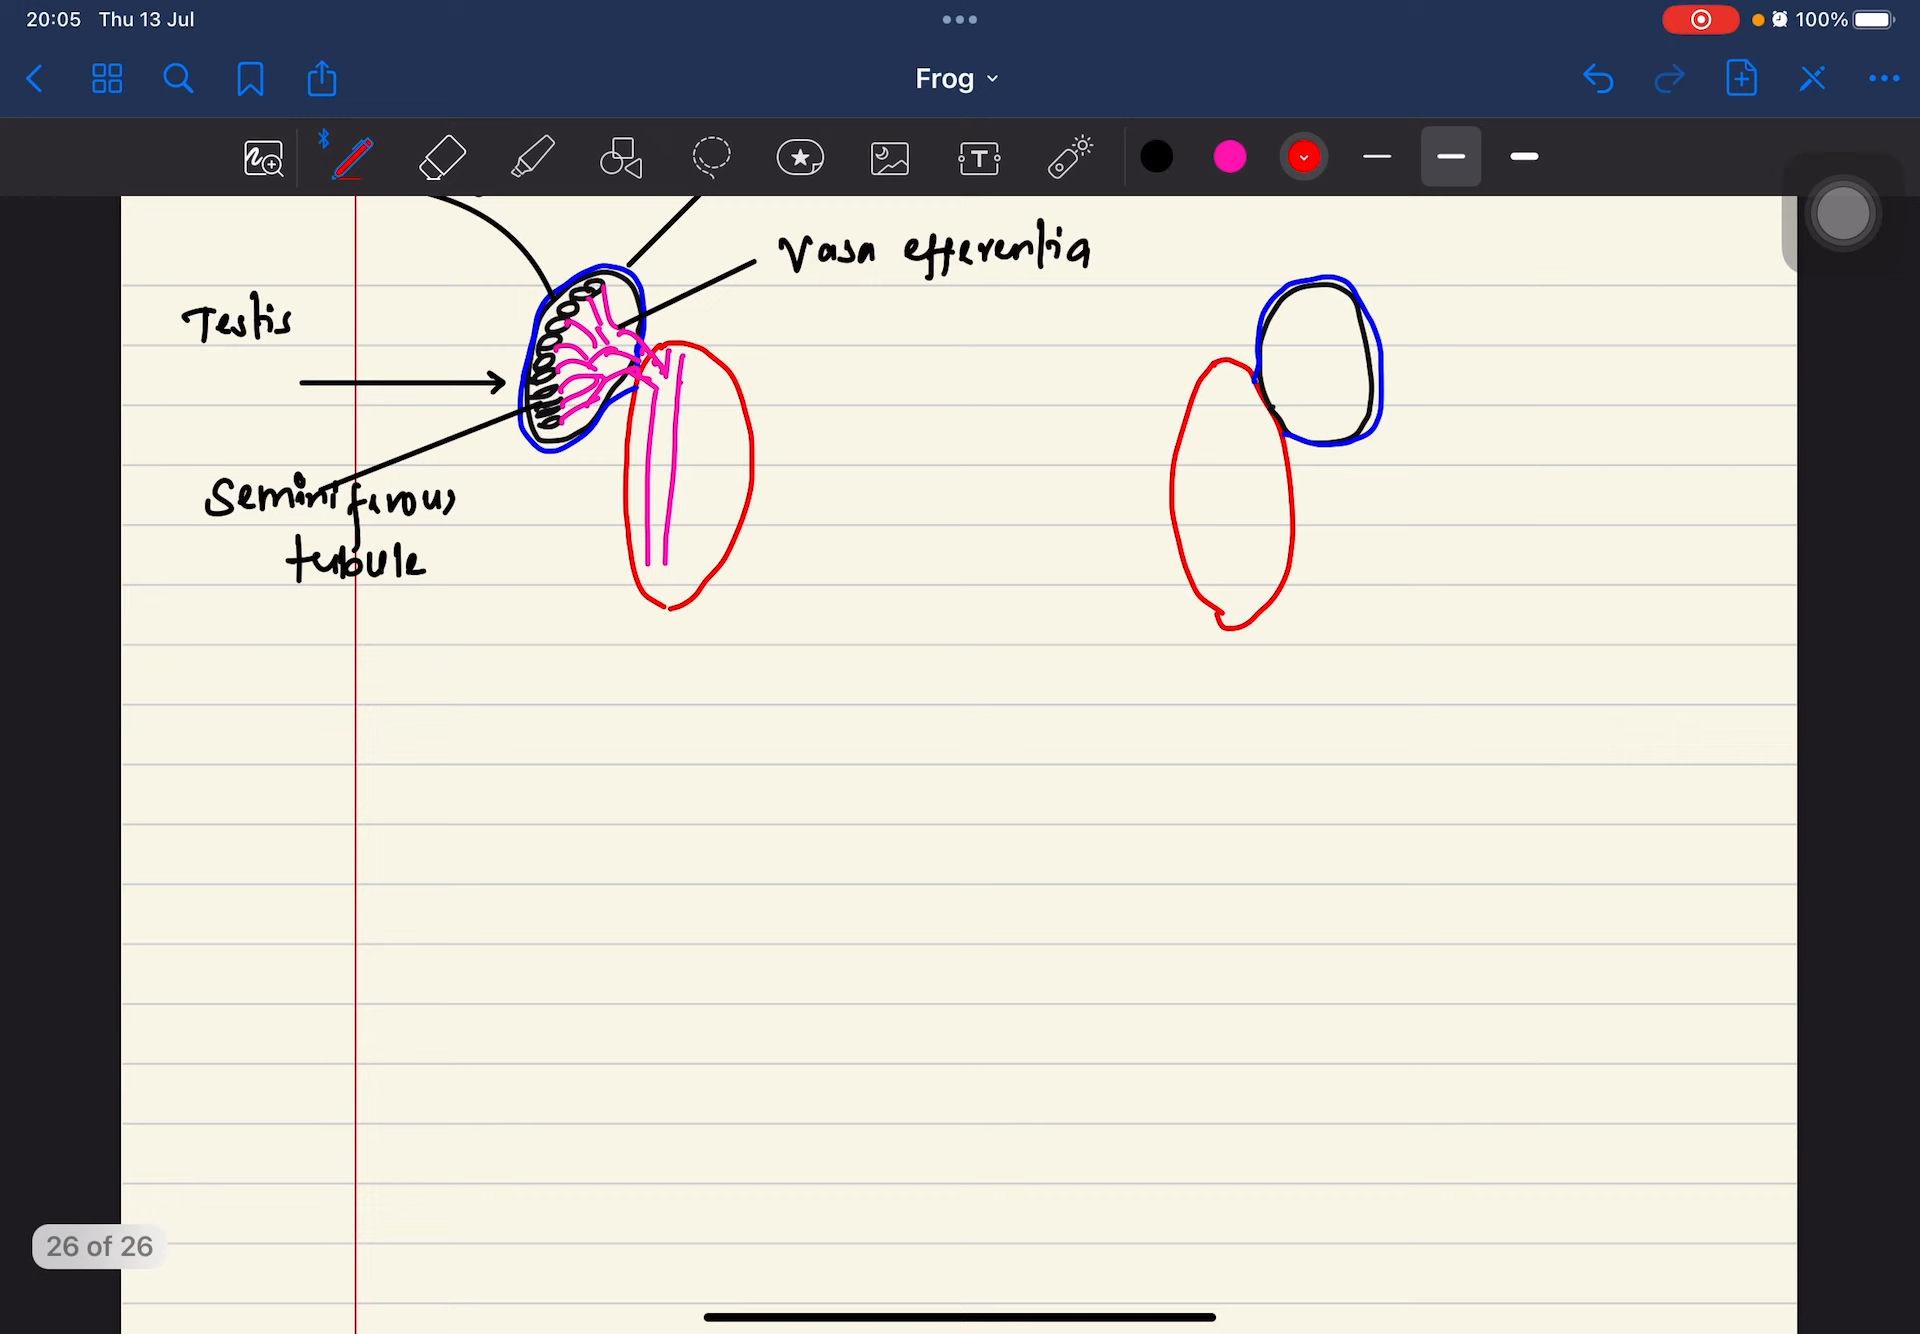 20:05 Thu 13 Jul
100%
Frog
T
Vasa efferentia
Testis
Seminiferous
tubule
26 of 26